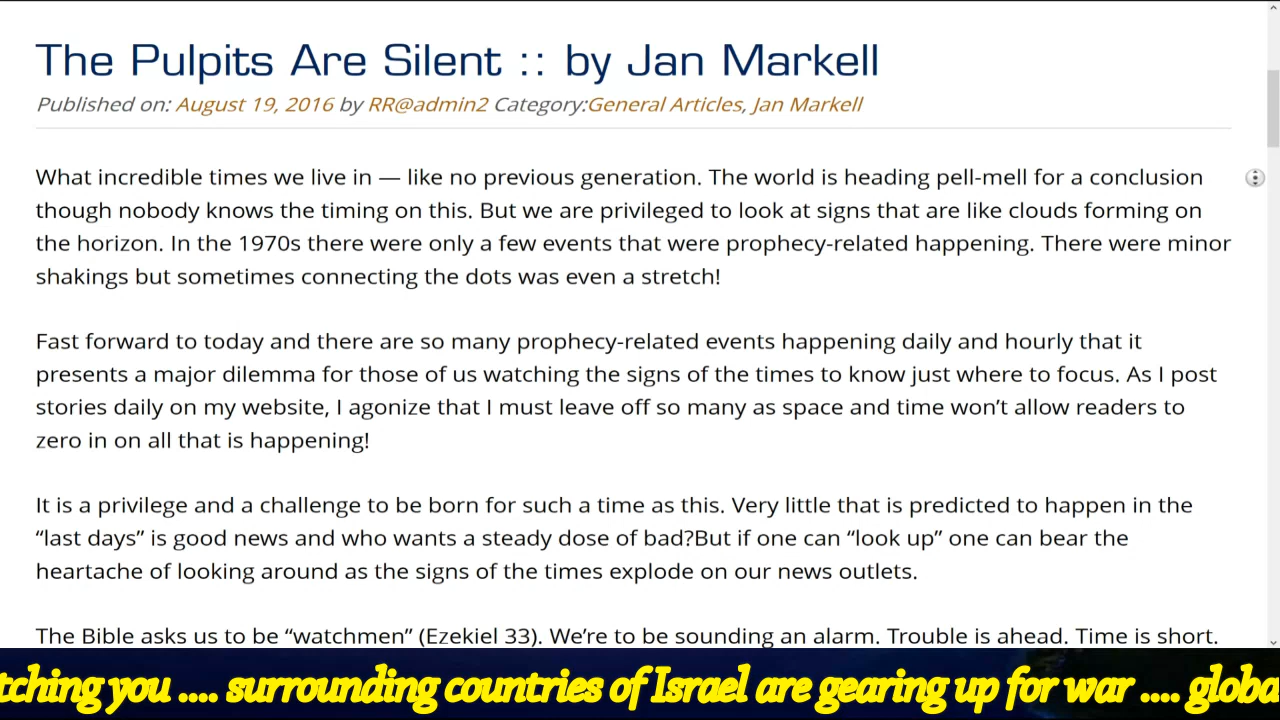 The Pulpits Are Silent :: by Jan Markell
Published on: August 19, 2016 by RR@admin2 Category:General Articles, Jan Markell
What incredible times we live in — like no previous generation. The world is heading pell-mell for a conclusion
though nobody knows the timing on this. But we are privileged to look at signs that are like clouds forming on
the horizon. In the 1970s there were only a few events that were prophecy-related happening. There were minor
shakings but sometimes connecting the dots was even a stretch!
Fast forward to today and there are so many prophecy-related events happening daily and hourly that it
presents a major dilemma for those of us watching the signs of the times to know just where to focus. As I post
stories daily on my website, I agonize that I must leave off so many as space and time won’t allow readers to
zero in on all that is happening!
It is a privilege and a challenge to be born for such a time as this. Very little that is predicted to happen in the
“last days” is good news and who wants a steady dose of bad?But if one can “look up” one can bear the
heartache of looking around as the signs of the times explode on our news outlets.
The Bible asks us to be “watchmen” (Ezekiel 33). We’re to be sounding an alarm. Trouble is ahead. Time is short.
tching you .... surrounding countries of Israel are gearing up for war .... globa